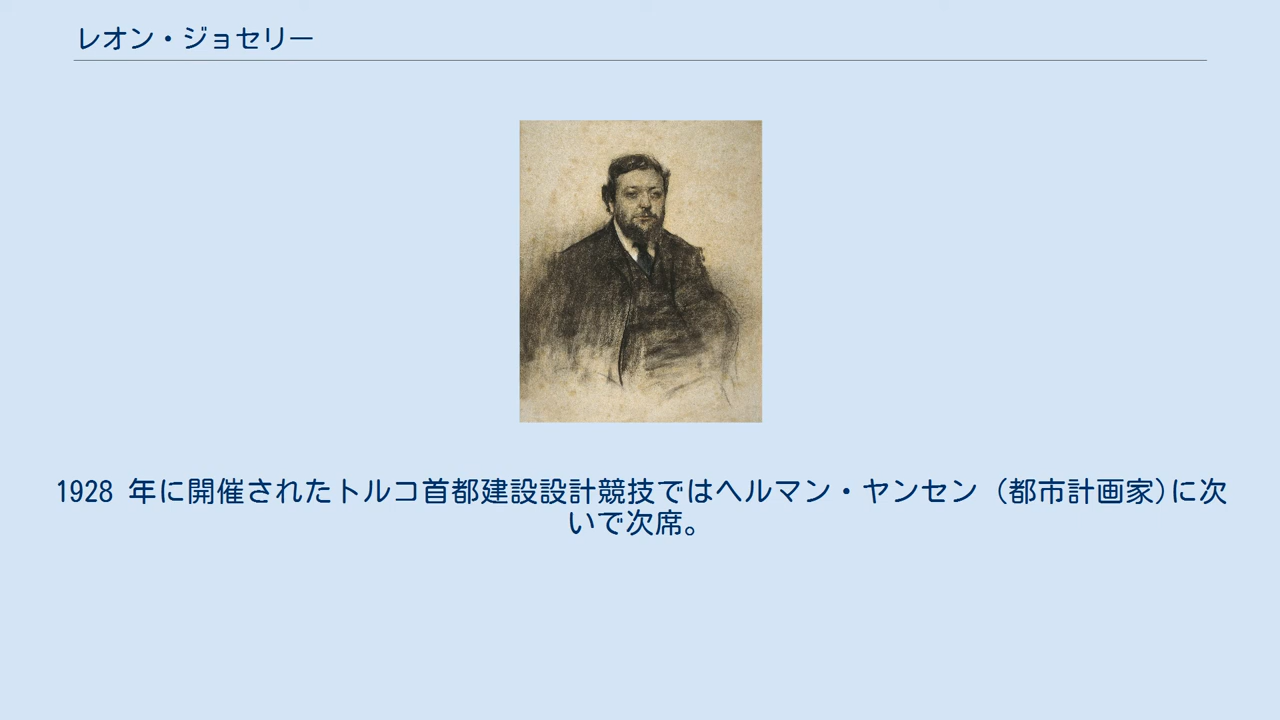 レオン・ジョセリー
1928 年に開催されたトルコ首都建設設計競技ではヘルマン・ヤンセン (都市計画家)に次
いで次席。